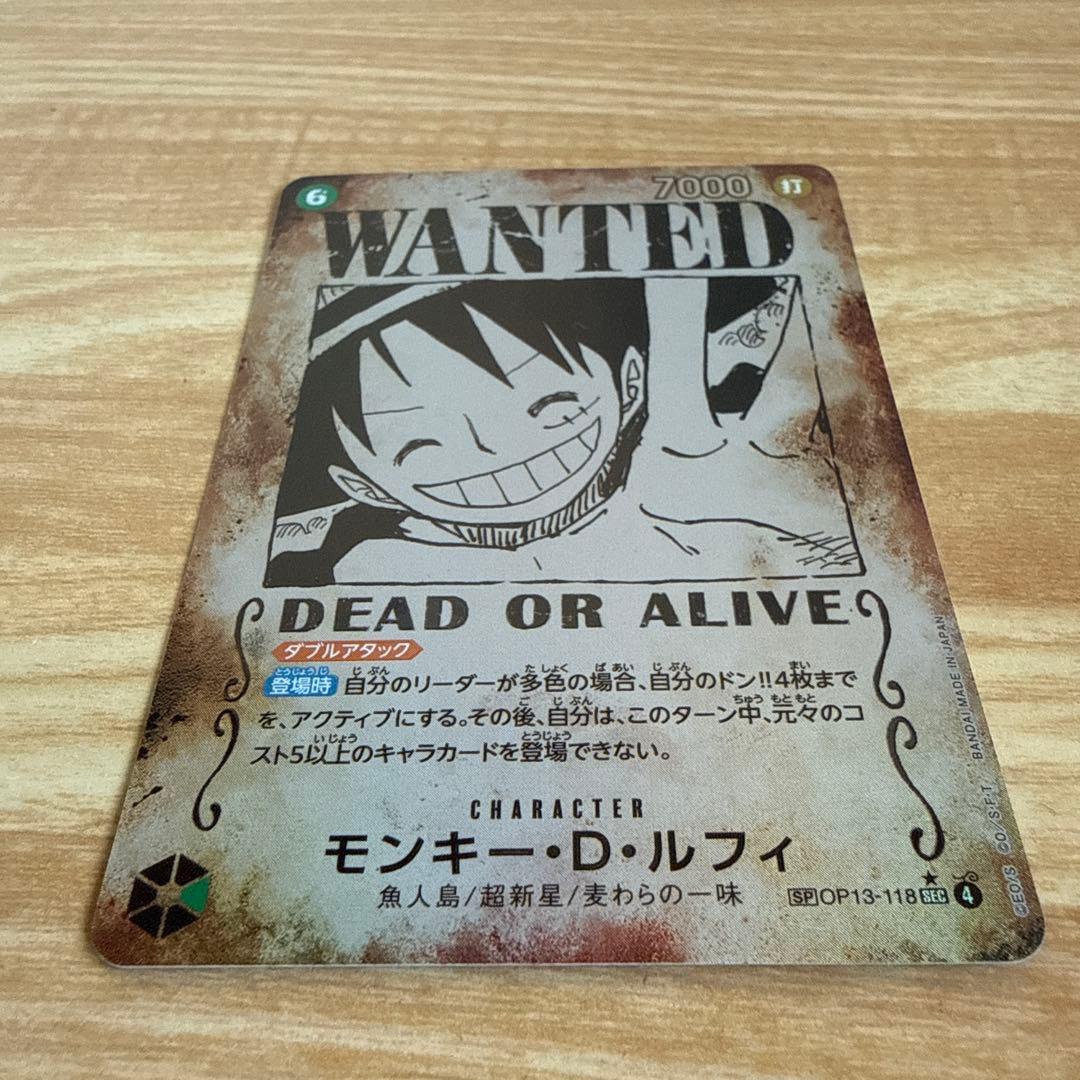 6 7000 打
WANTED
DEAD OR ALIVE
ダブルアタック
登場時 自分のリーダーが多色の場合、自分のドン!!4枚まで
を、アクティブにする。その後、自分は、このターン中、元々のコ
スト5以上のキャラカードを登場できない。
CHARACTER
モンキー・D・ルフィ
魚人島/超新星/麦わらの一味
SP OP13-118 SEC 4
©E.O./S ©O./S.F.T. BANDAI MADE IN JAPAN